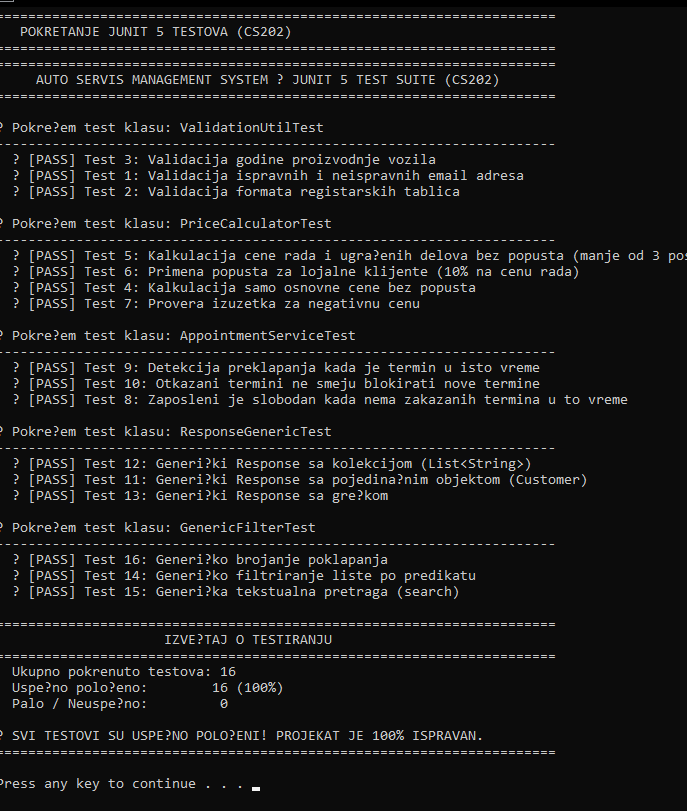 ======================================================================
POKRETANJE JUNIT 5 TESTOVA (CS202)
======================================================================
======================================================================
AUTO SERVIS MANAGEMENT SYSTEM ? JUNIT 5 TEST SUITE (CS202)
======================================================================
? Pokre?em test klasu: ValidationUtilTest
----------------------------------------------------------------------
? [PASS] Test 3: Validacija godine proizvodnje vozila
? [PASS] Test 1: Validacija ispravnih i neispravnih email adresa
? [PASS] Test 2: Validacija formata registarskih tablica
? Pokre?em test klasu: PriceCalculatorTest
----------------------------------------------------------------------
? [PASS] Test 5: Kalkulacija cene rada i ugra?enih delova bez popusta (manje od 3 pos
? [PASS] Test 6: Primena popusta za lojalne klijente (10% na cenu rada)
? [PASS] Test 4: Kalkulacija samo osnovne cene bez popusta
? [PASS] Test 7: Provera izuzetka za negativnu cenu
? Pokre?em test klasu: AppointmentServiceTest
----------------------------------------------------------------------
? [PASS] Test 9: Detekcija preklapanja kada je termin u isto vreme
? [PASS] Test 10: Otkazani termini ne smeju blokirati nove termine
? [PASS] Test 8: Zaposleni je slobodan kada nema zakazanih termina u to vreme
? Pokre?em test klasu: ResponseGenericTest
----------------------------------------------------------------------
? [PASS] Test 12: Generi?ki Response sa kolekcijom (List<String>)
? [PASS] Test 11: Generi?ki Response sa pojedina?nim objektom (Customer)
? [PASS] Test 13: Generi?ki Response sa gre?kom
? Pokre?em test klasu: GenericFilterTest
----------------------------------------------------------------------
? [PASS] Test 16: Generi?ko brojanje poklapanja
? [PASS] Test 14: Generi?ko filtriranje liste po predikatu
? [PASS] Test 15: Generi?ka tekstualna pretraga (search)
======================================================================
IZVE?TAJ O TESTIRANJU
======================================================================
Ukupno pokrenuto testova: 16
Uspe?no polo?eno: 16 (100%)
Palo / Neuspe?no: 0
? SVI TESTOVI SU USPE?NO POLO?ENI! PROJEKAT JE 100% ISPRAVAN.
======================================================================
Press any key to continue . . .